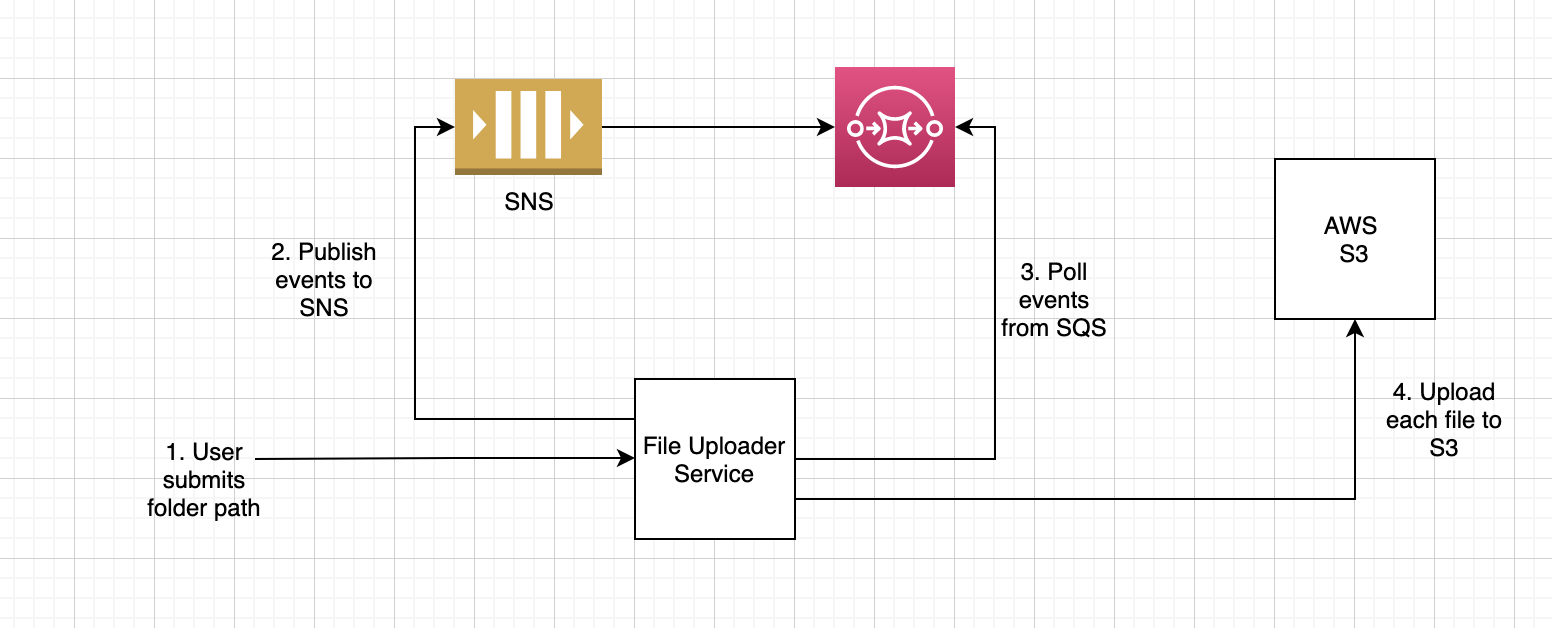 SNS
2. Publish
events to
SNS
3. Poll
events
from SQS
AWS
S3
1. User
submits
folder path
File Uploader
Service
4. Upload
each file to
S3